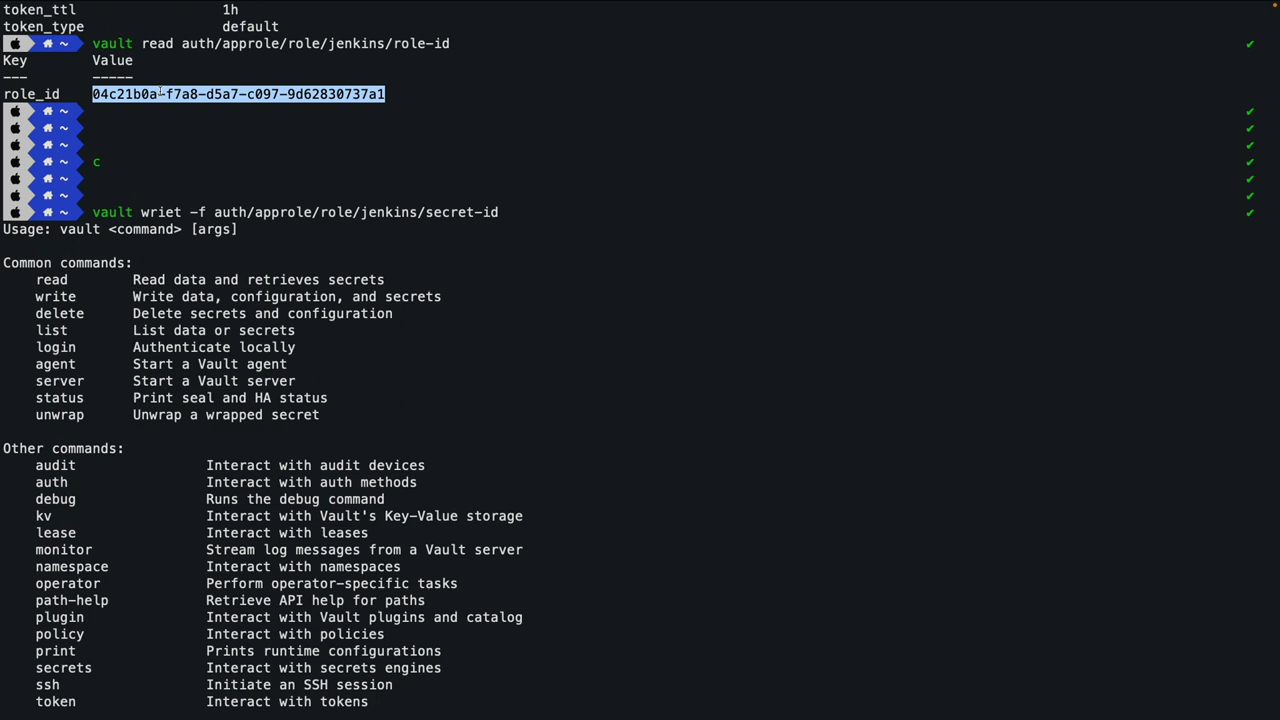 token_ttl 1h
token_type default
~ vault read auth/approle/role/jenkins/role-id ✔
Key Value
--- -----
role_id 04c21b0a-f7a8-d5a7-c097-9d62830737a1
~ ✔
~ ✔
~ ✔
~ c ✔
~ ✔
~ ✔
~ vault wriet -f auth/approle/role/jenkins/secret-id ✔
Usage: vault <command> [args]
Common commands:
read Read data and retrieves secrets
write Write data, configuration, and secrets
delete Delete secrets and configuration
list List data or secrets
login Authenticate locally
agent Start a Vault agent
server Start a Vault server
status Print seal and HA status
unwrap Unwrap a wrapped secret
Other commands:
audit Interact with audit devices
auth Interact with auth methods
debug Runs the debug command
kv Interact with Vault's Key-Value storage
lease Interact with leases
monitor Stream log messages from a Vault server
namespace Interact with namespaces
operator Perform operator-specific tasks
path-help Retrieve API help for paths
plugin Interact with Vault plugins and catalog
policy Interact with policies
print Prints runtime configurations
secrets Interact with secrets engines
ssh Initiate an SSH session
token Interact with tokens